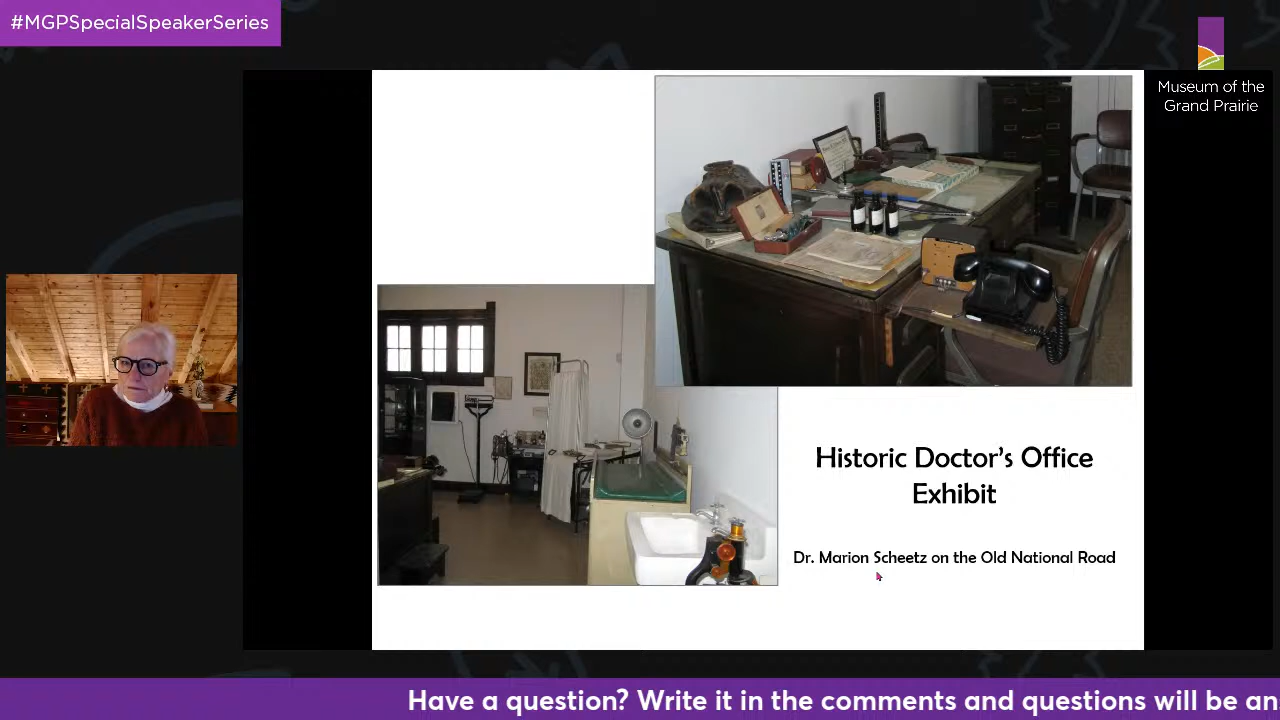 #MGPSpecialSpeakerSeries
Museum of the
Grand Prairie
Historic Doctor's Office
Exhibit
Dr. Marion Scheetz on the Old National Road
Have a question? Write it in the comments and questions will be an